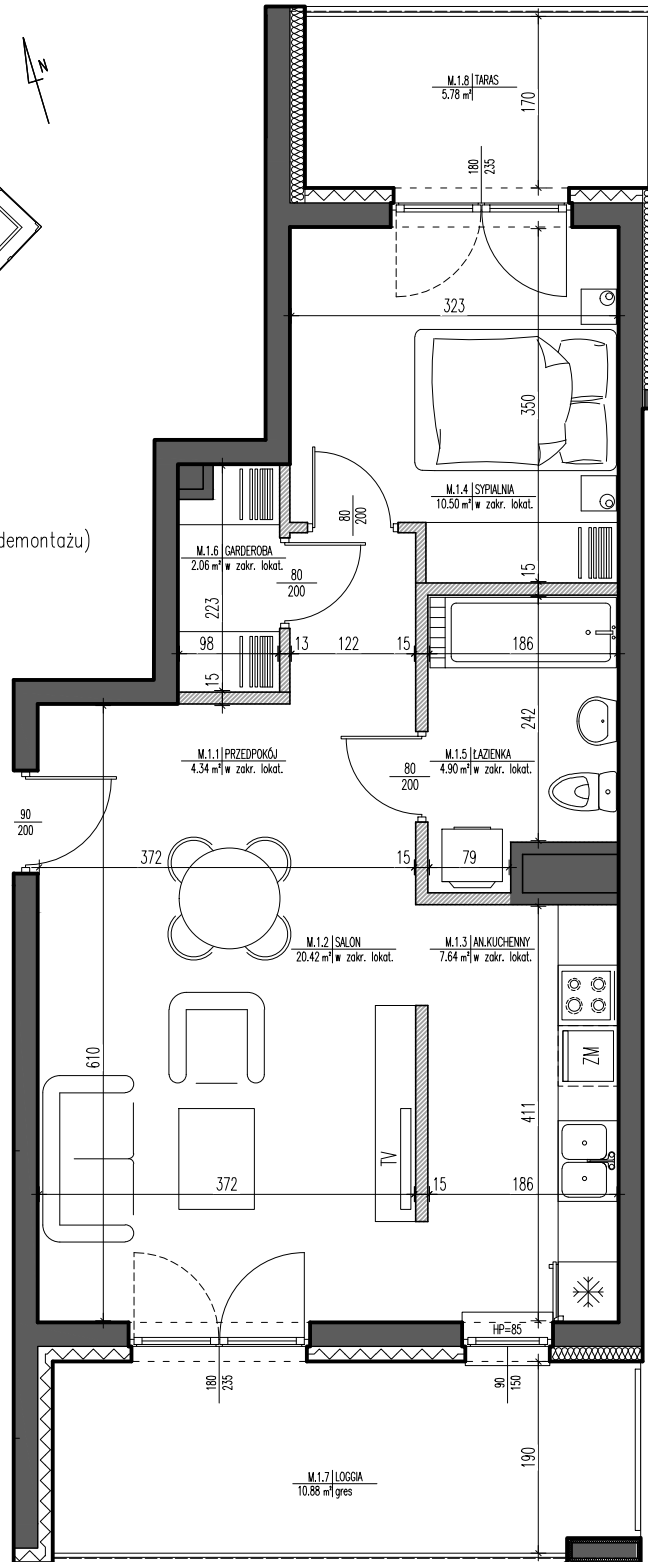 N
M.1.8 TARAS
5.78 m²
170
180
235
323
350
M.1.4 SYPIALNIA
10.50 m² w zakr. lokat.
80
200
demontażu)
M.1.6 GARDEROBA
2.06 m² w zakr. lokat.
80
200
15
223
98
13
122
15
186
15
242
M.1.1 PRZEDPOKÓJ
4.34 m² w zakr. lokat.
M.1.5 ŁAZIENKA
4.90 m² w zakr. lokat.
80
200
90
200
372
15
79
M.1.2 SALON
20.42 m² w zakr. lokat.
M.1.3 AN.KUCHENNY
7.64 m² w zakr. lokat.
610
ZM
411
TV
372
15
186
HP=85
180
235
90
150
190
M.1.7 LOGGIA
10.88 m² gres